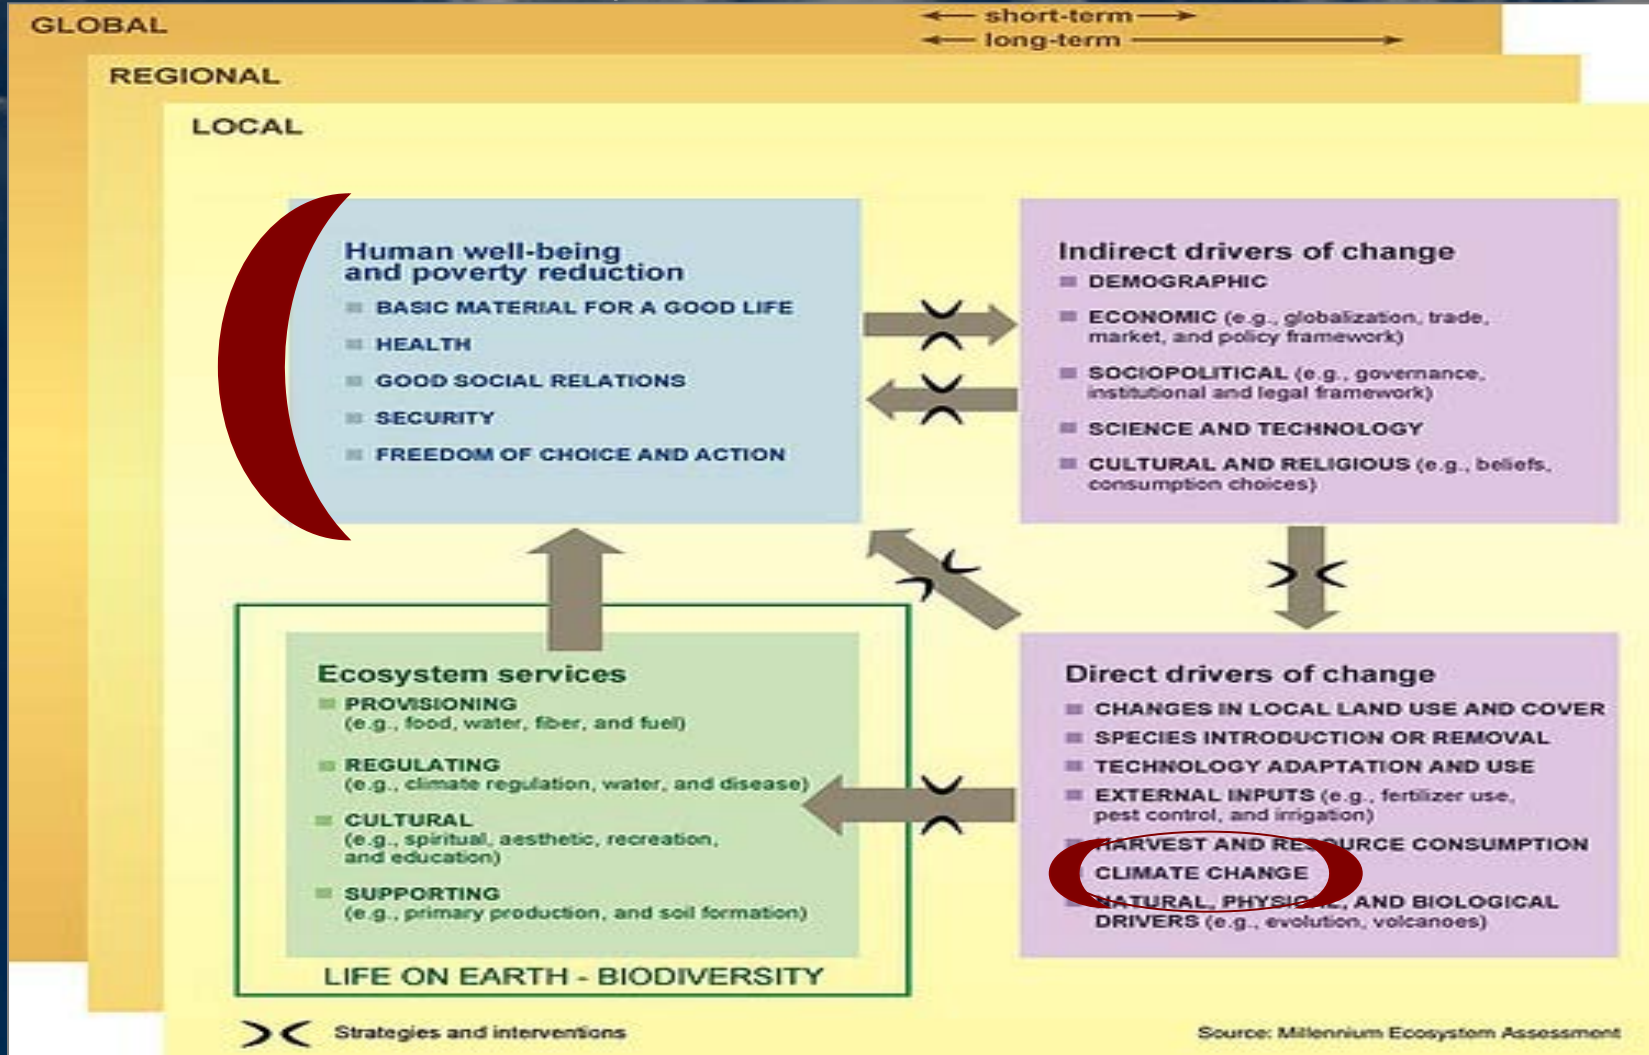 GLOBAL
short-term
long-term
REGIONAL
LOCAL
Human well-being
and poverty reduction
BASIC MATERIAL FOR A GOOD LIFE
HEALTH
GOOD SOCIAL RELATIONS
SECURITY
FREEDOM OF CHOICE AND ACTION
Indirect drivers of change
DEMOGRAPHIC
ECONOMIC (e.g., globalization, trade,
market, and policy framework)
SOCIOPOLITICAL (e.g., governance,
institutional and legal framework)
SCIENCE AND TECHNOLOGY
CULTURAL AND RELIGIOUS (e.g., beliefs,
consumption choices)
Ecosystem services
PROVISIONING
(e.g., food, water, fiber, and fuel)
REGULATING
(e.g., climate regulation, water, and disease)
CULTURAL
(e.g., spiritual, aesthetic, recreation,
and education)
SUPPORTING
(e.g., primary production, and soil formation)
LIFE ON EARTH - BIODIVERSITY
Direct drivers of change
CHANGES IN LOCAL LAND USE AND COVER
SPECIES INTRODUCTION OR REMOVAL
TECHNOLOGY ADAPTATION AND USE
EXTERNAL INPUTS (e.g., fertilizer use,
pest control, and irrigation)
HARVEST AND RESOURCE CONSUMPTION
CLIMATE CHANGE
NATURAL, PHYSICAL, AND BIOLOGICAL
DRIVERS (e.g., evolution, volcanoes)
Strategies and interventions
Source: Millennium Ecosystem Assessment